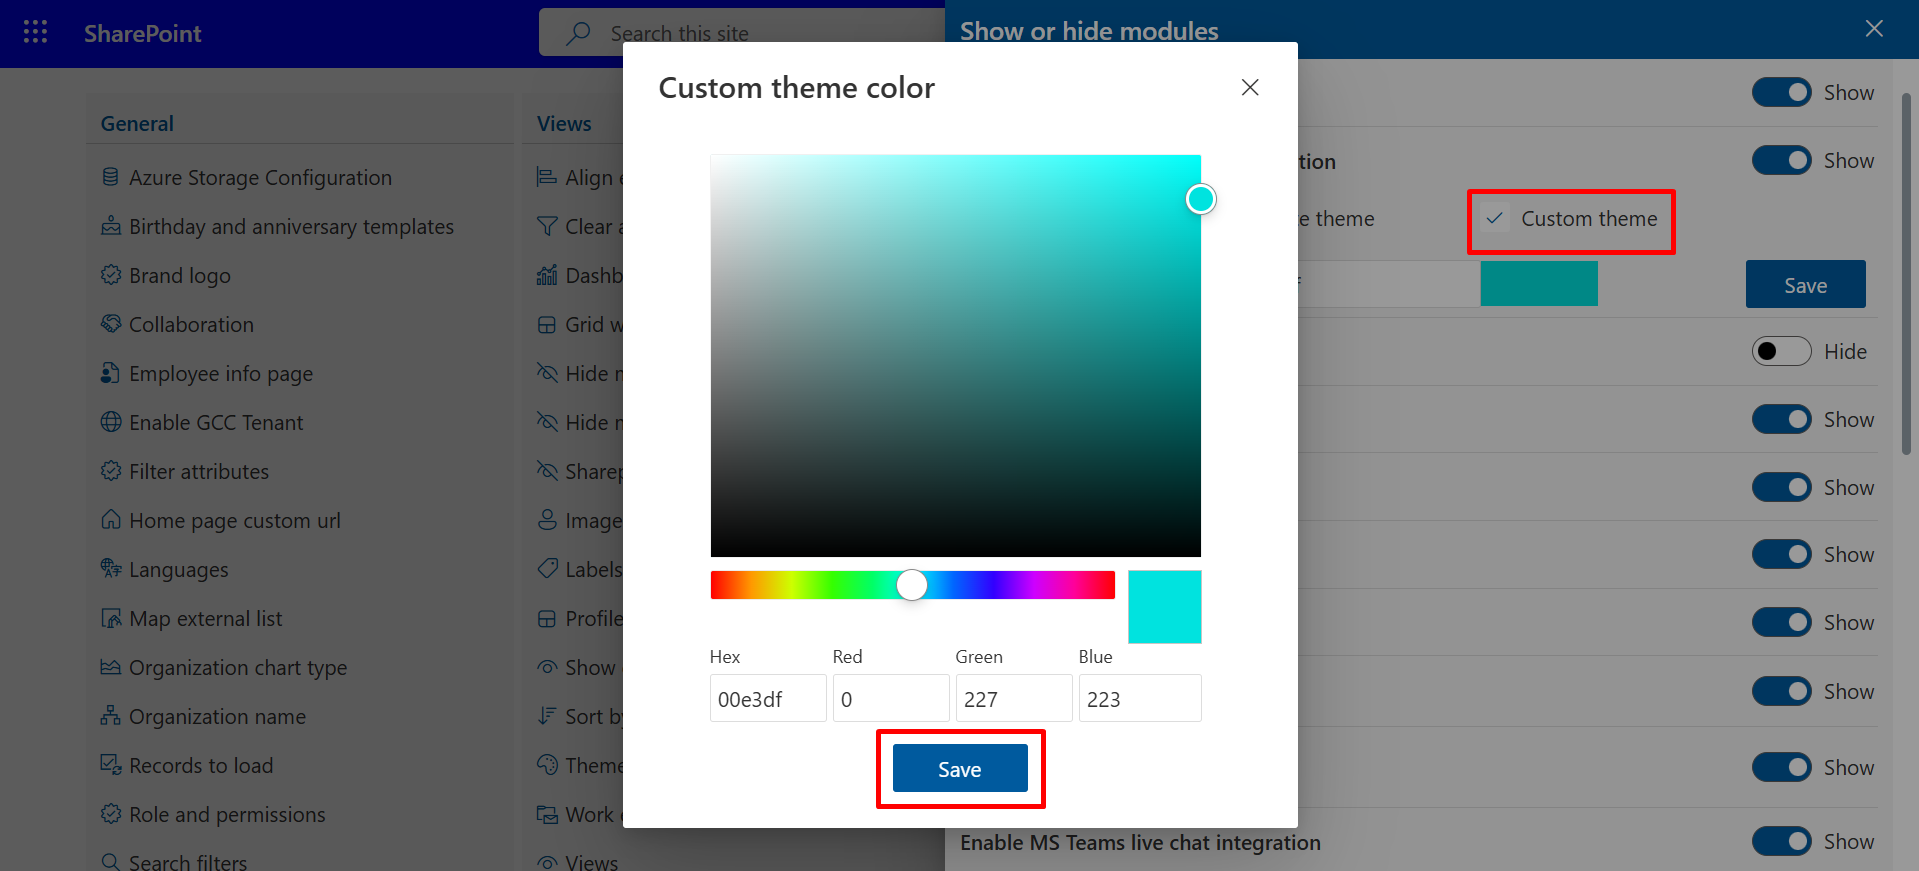 SharePoint
Search this site
Show or hide modules
Custom theme color
General
Azure Storage Configuration
Birthday and anniversary templates
Brand logo
Collaboration
Employee info page
Enable GCC Tenant
Filter attributes
Home page custom url
Languages
Map external list
Organization chart type
Organization name
Records to load
Role and permissions
Search filters
Views
Align
Clear
Grid
Hide
Hide
Image
Labels
Profile
Show
Sort by
Theme
Work
Views
Hex
Red
Green
Blue
00e3df
0
227
223
Save
Show
Show
theme
Custom theme
Save
Hide
Show
Show
Show
Show
Show
Show
Enable MS Teams live chat integration
Show